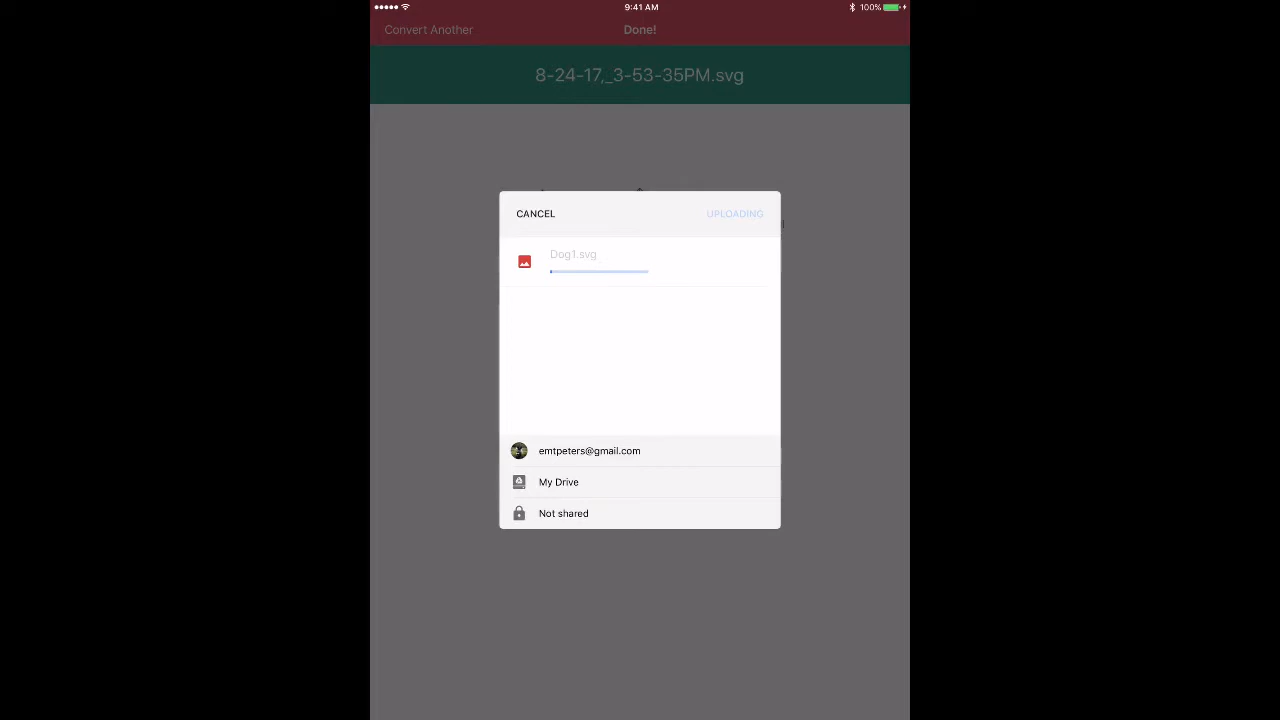 9:41 AM
100%
Convert Another
Done!
8-24-17,_3-53-35PM.svg
CANCEL
UPLOADING
Dog1.svg
emtpeters@gmail.com
My Drive
Not shared